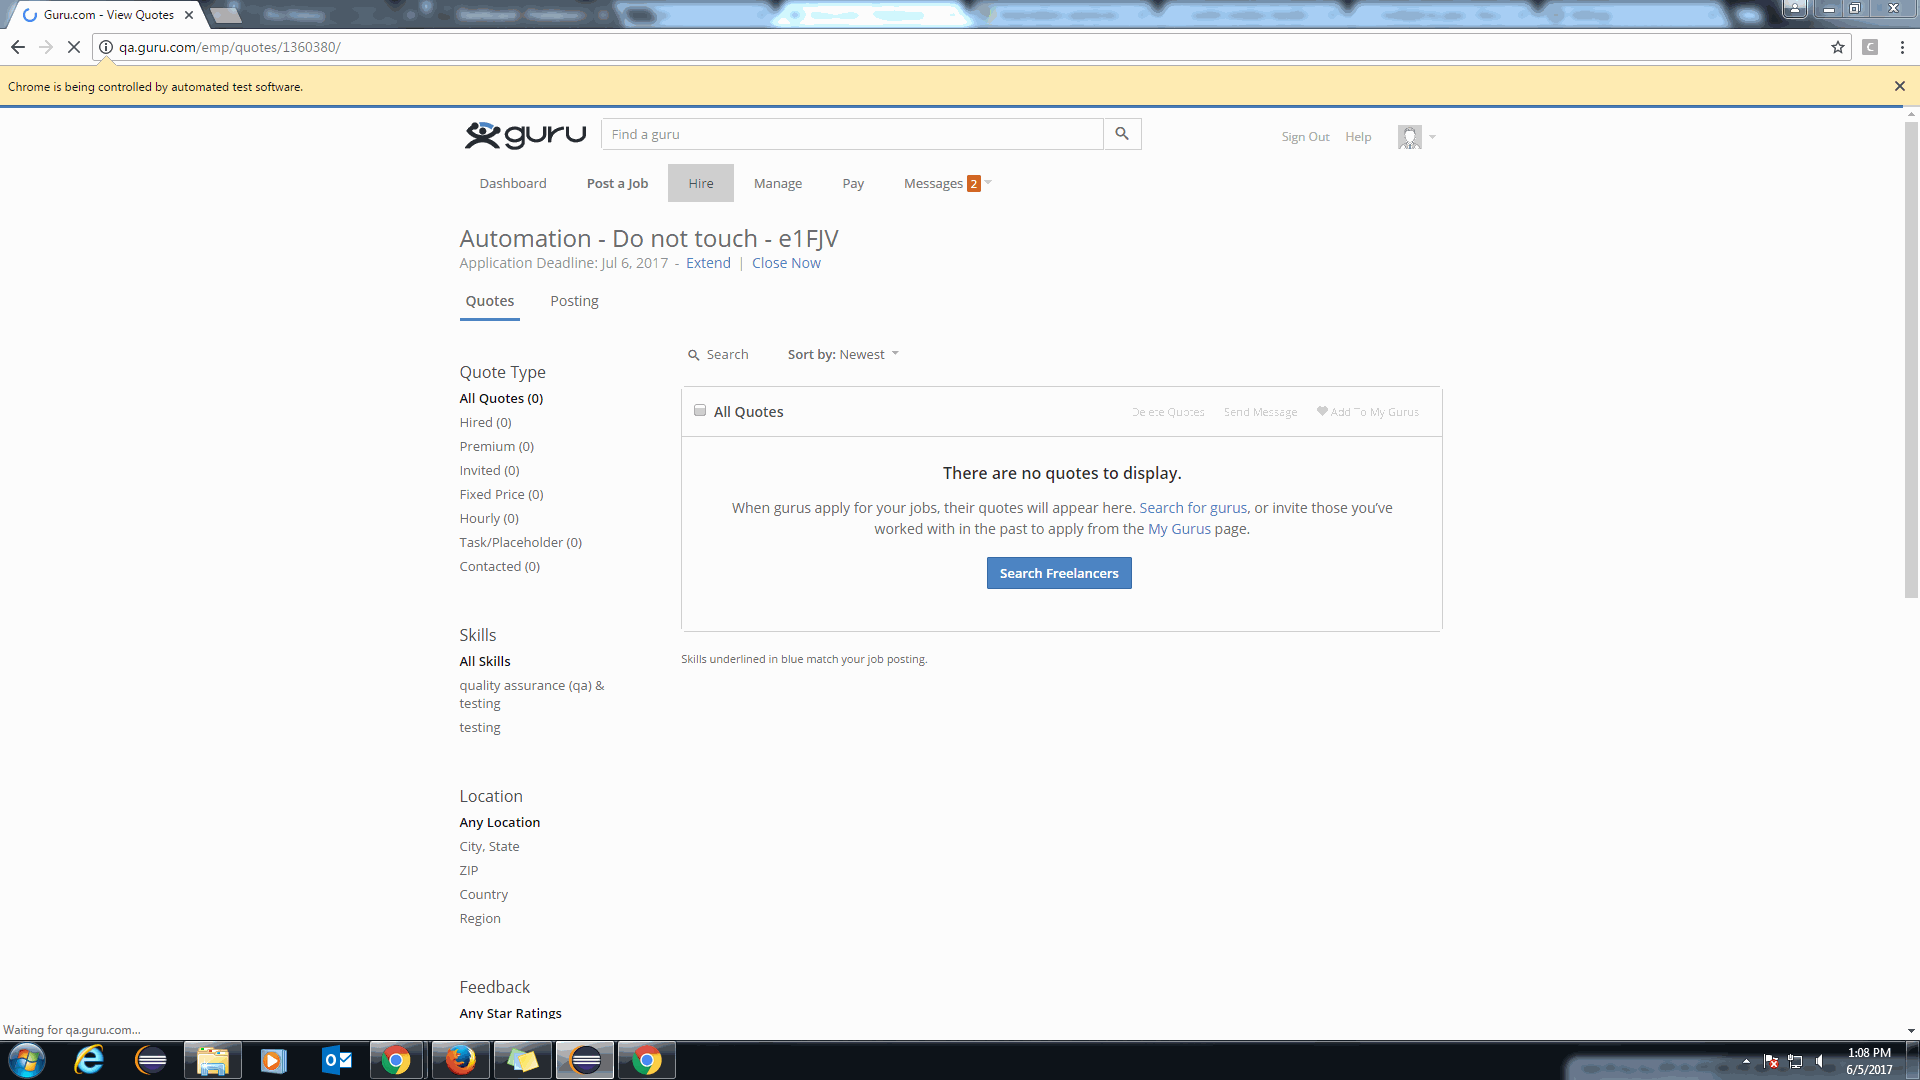 Guru.com - View Quotes
qa.guru.com/emp/quotes/1360380/
C
Chrome is being controlled by automated test software.
guru
Find a guru
Sign Out Help
Dashboard Post a Job Hire Manage Pay Messages 2
Automation - Do not touch - e1FJV
Application Deadline: Jul 6, 2017 - Extend | Close Now
Quotes Posting
Search Sort by: Newest
Quote Type
All Quotes (0)
Hired (0)
Premium (0)
Invited (0)
Fixed Price (0)
Hourly (0)
Task/Placeholder (0)
Contacted (0)
All Quotes Delete Quotes Send Message Add To My Gurus
There are no quotes to display.
When gurus apply for your jobs, their quotes will appear here. Search for gurus, or invite those you've
worked with in the past to apply from the My Gurus page.
Search Freelancers
Skills underlined in blue match your job posting.
Skills
All Skills
quality assurance (qa) &
testing
testing
Location
Any Location
City, State
ZIP
Country
Region
Feedback
Any Star Ratings
Waiting for qa.guru.com...
1:08 PM
6/5/2017